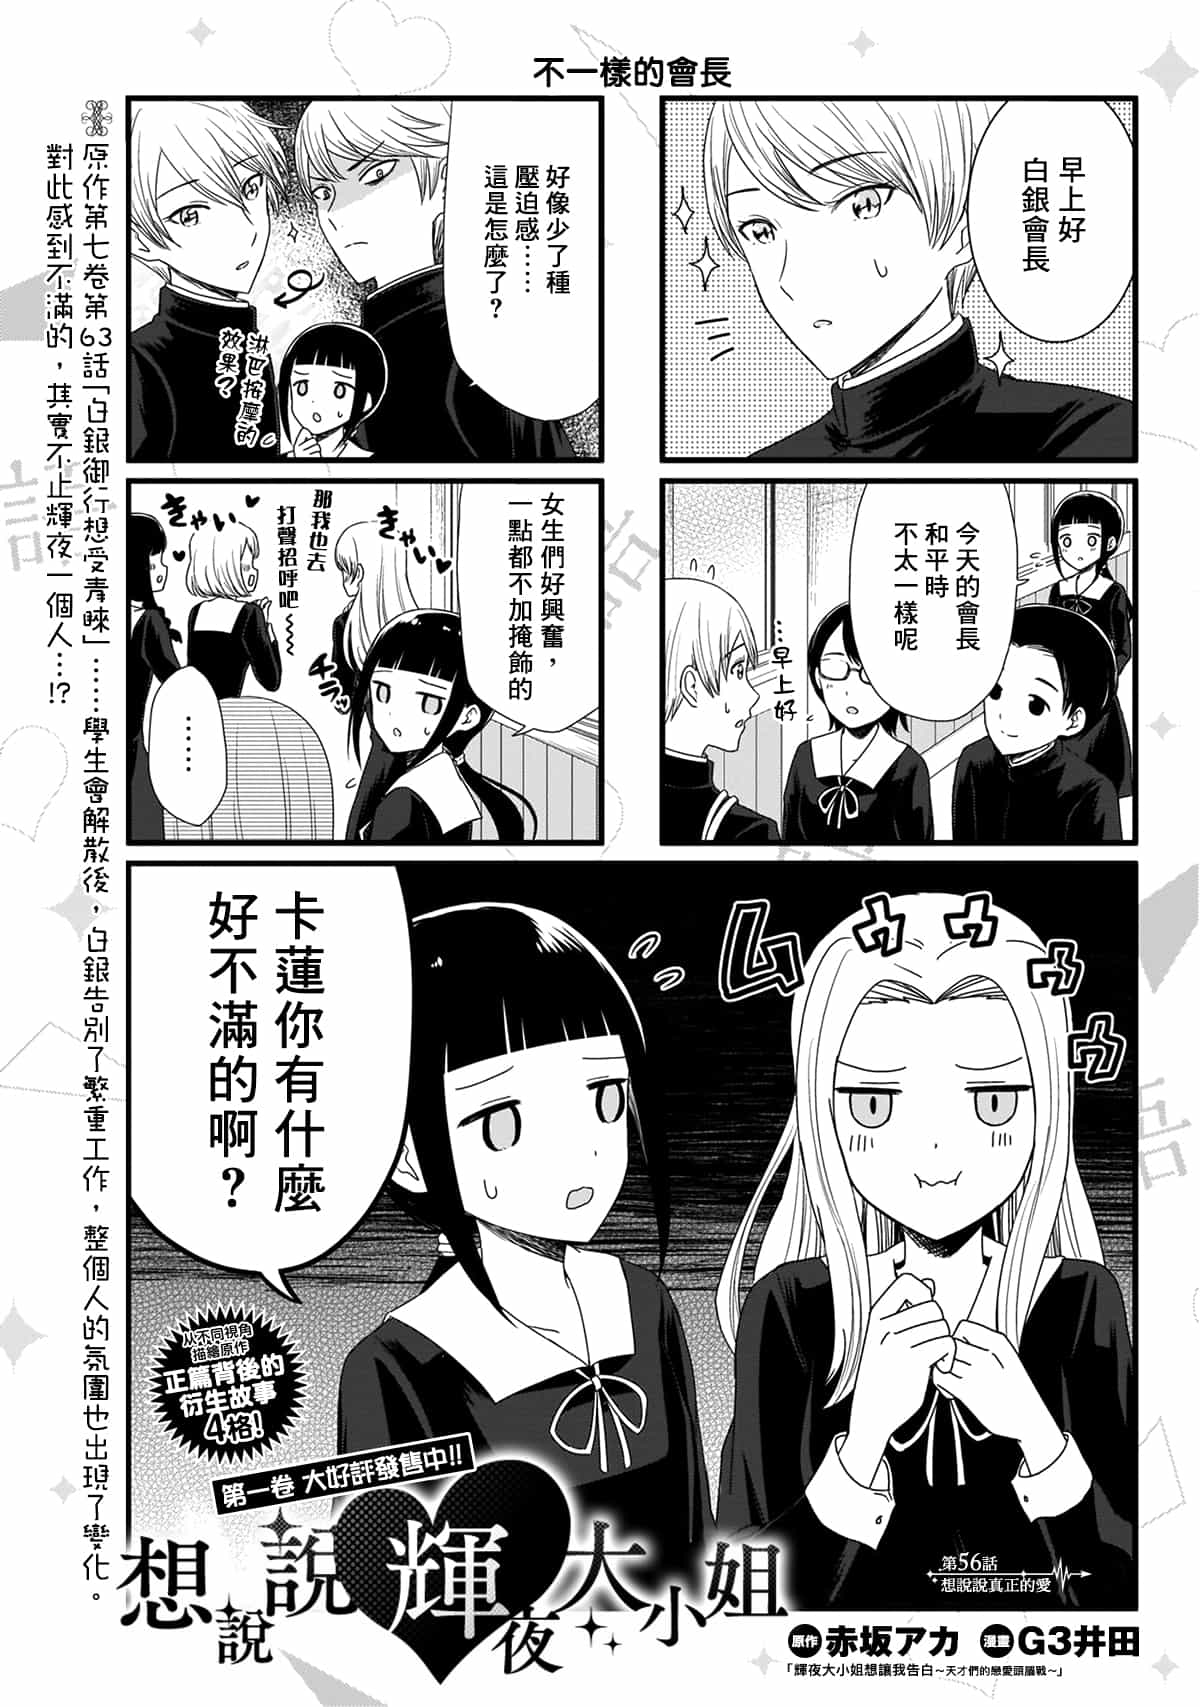 不一樣的會長
早上好
白銀會長
好像少了種
壓迫感……
這是怎麼了？
淋巴按摩的
效果？
今天的會長
和平時
不太一樣呢
…早上好
女生們好興奮，
一點都不加掩飾的
那我也去
打聲招呼吧～
きゃい♥
きゃい♥
チラッ
……
ムゥゥゥゥ
卡蓮你有什麼
好不滿的啊？
原作第七卷第63話「白銀御行想受青睞」……學生會解散後，白銀告別了繁重工作，整個人的氛圍也出現了變化。
對此感到不滿的，其實不止輝夜一個人…!?
从不同視角
描繪原作
正篇背後的
衍生故事
4格！
第一卷 大好評發售中!!
想說說輝夜大小姐
第56話
想說說真正的愛
原作 赤坂アカ 漫畫 G3井田
「輝夜大小姐想讓我告白～天才們的戀愛頭腦戰～」